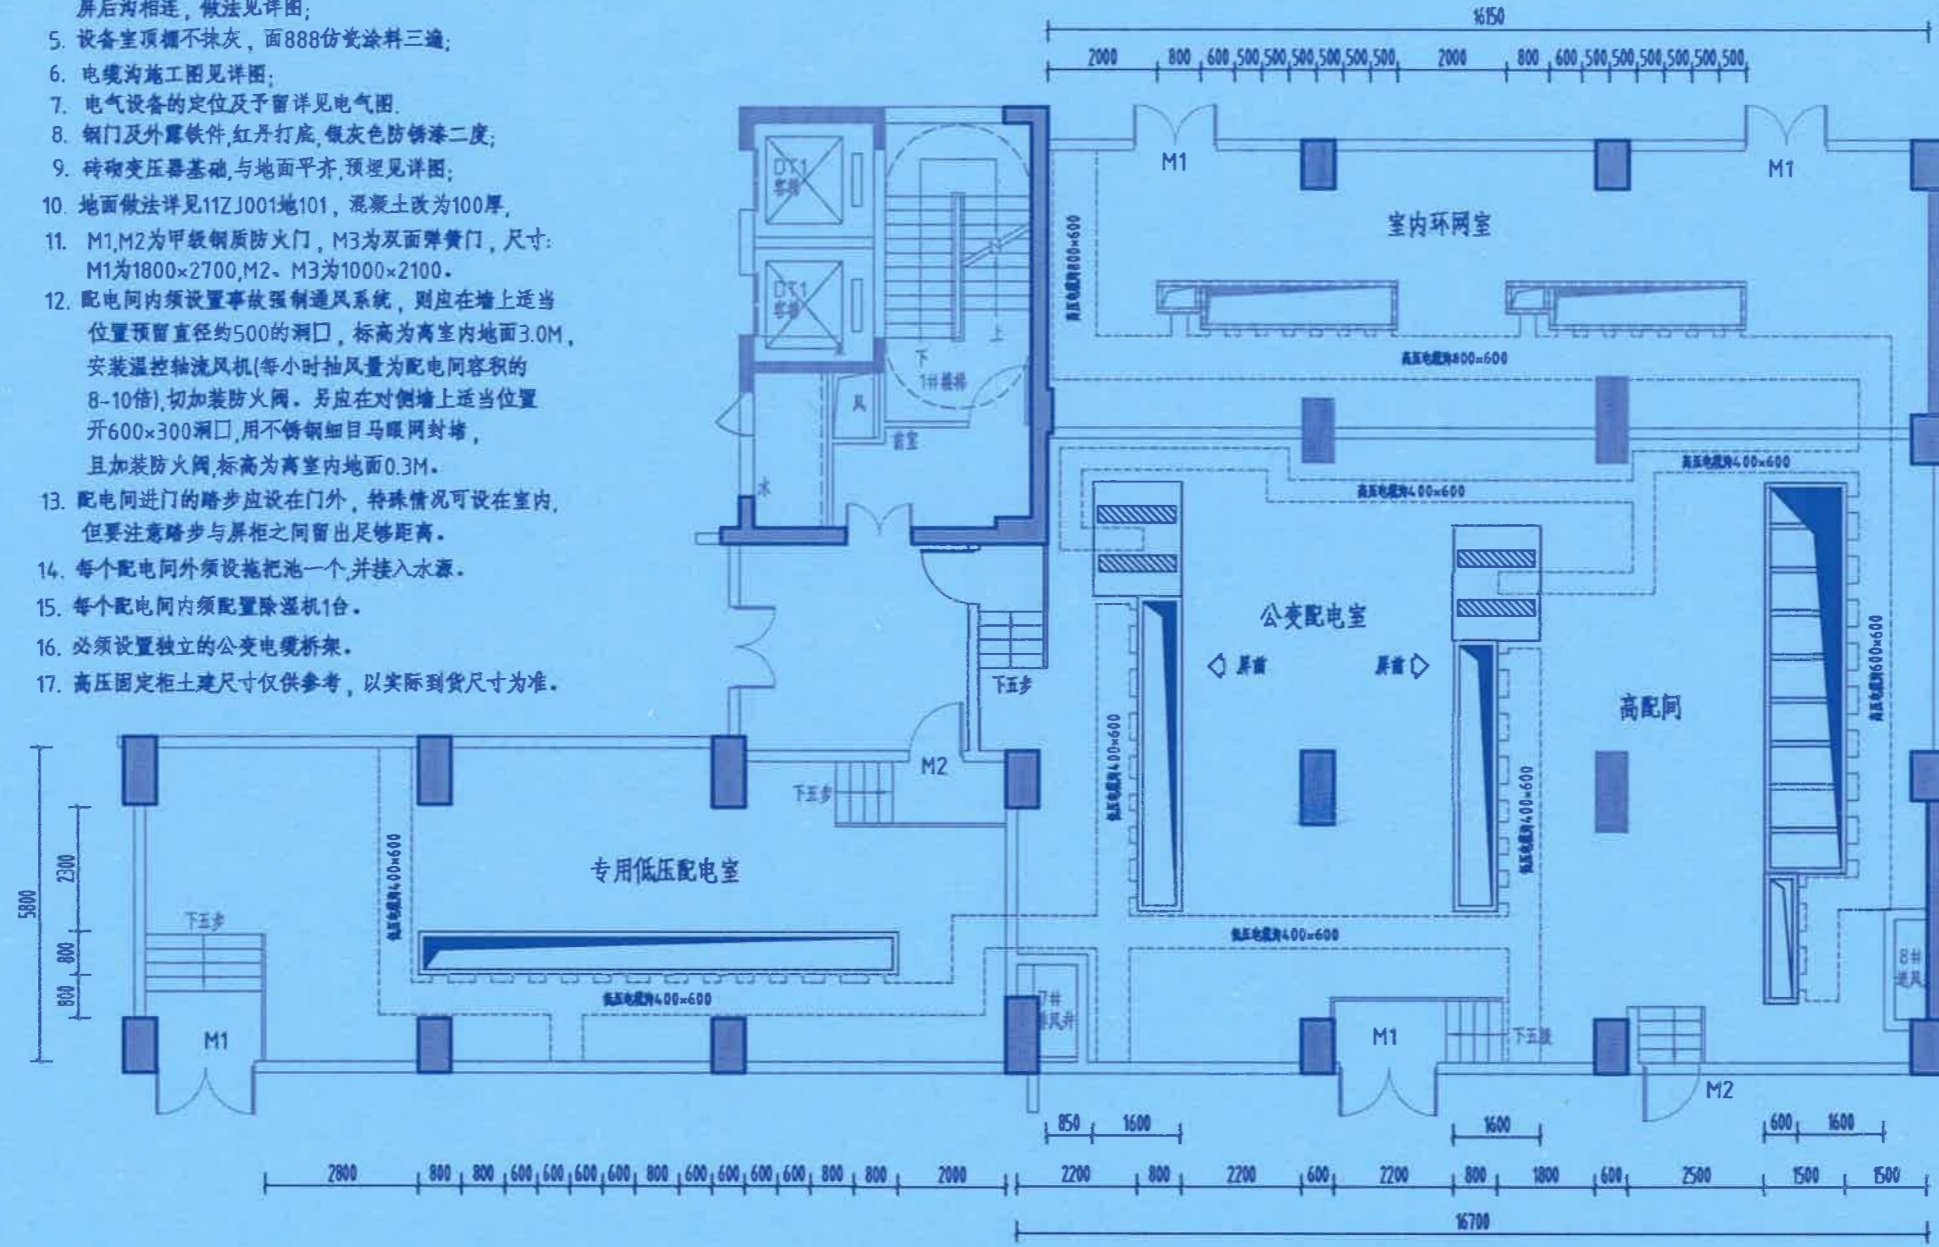 屏后沟相连，做法见详图;
5. 设备室顶棚不抹灰，面888仿瓷涂料三遍;
6. 电缆沟施工图见详图;
7. 电气设备的定位及予留详见电气图.
8. 钢门及外露铁件,红丹打底,银灰色防锈漆二度;
9. 砖砌变压器基础,与地面平齐,预埋见详图;
10. 地面做法详见11ZJ001地101，混凝土改为100厚,
11. M1,M2为甲级钢质防火门，M3为双面弹簧门，尺寸:
M1为1800×2700,M2、M3为1000×2100。
12. 配电间内须设置事故强制通风系统，则应在墙上适当
位置预留直径约500的洞口，标高为离室内地面3.0M，
安装温控轴流风机(每小时抽风量为配电间容积的
8-10倍),切加装防火阀。另应在对侧墙上适当位置
开600×300洞口,用不锈钢细目马眼网封堵，
且加装防火阀,标高为离室内地面0.3M。
13. 配电间进门的踏步应设在门外，特殊情况可设在室内,
但要注意踏步与屏柜之间留出足够距离。
14. 每个配电间外须设拖把池一个,并接入水源。
15. 每个配电间内须配置除湿机1台。
16. 必须设置独立的公变电缆桥架。
17. 高压固定柜土建尺寸仅供参考，以实际到货尺寸为准。
16150
2000 800 600 500 500 500 500 500 500 2000 800 600 500 500 500 500 500 500
M1
M1
DT1
客梯
DT1
客梯
室内环网室
高压电缆沟800×600
高压电缆沟800×600
上
下
1#楼梯
风
前室
水
高压电缆沟400×600
高压电缆沟400×600
公变配电室
屏前
屏前
高配间
高压电缆沟600×600
下五步
低压电缆沟400×600
低压电缆沟400×600
M2
下五步
专用低压配电室
低压电缆沟400×600
下五步
低压电缆沟400×600
低压电缆沟400×600
5800
2300
800
800
M1
7#
排风井
M1
下五级
M2
8#
送风
850 1600
1600
600 1600
2800 800 800 600 600 600 600 800 600 600 600 600 800 800 2000
2200 800 2200 600 2200 800 1800 600 2500 1500 1500
16700